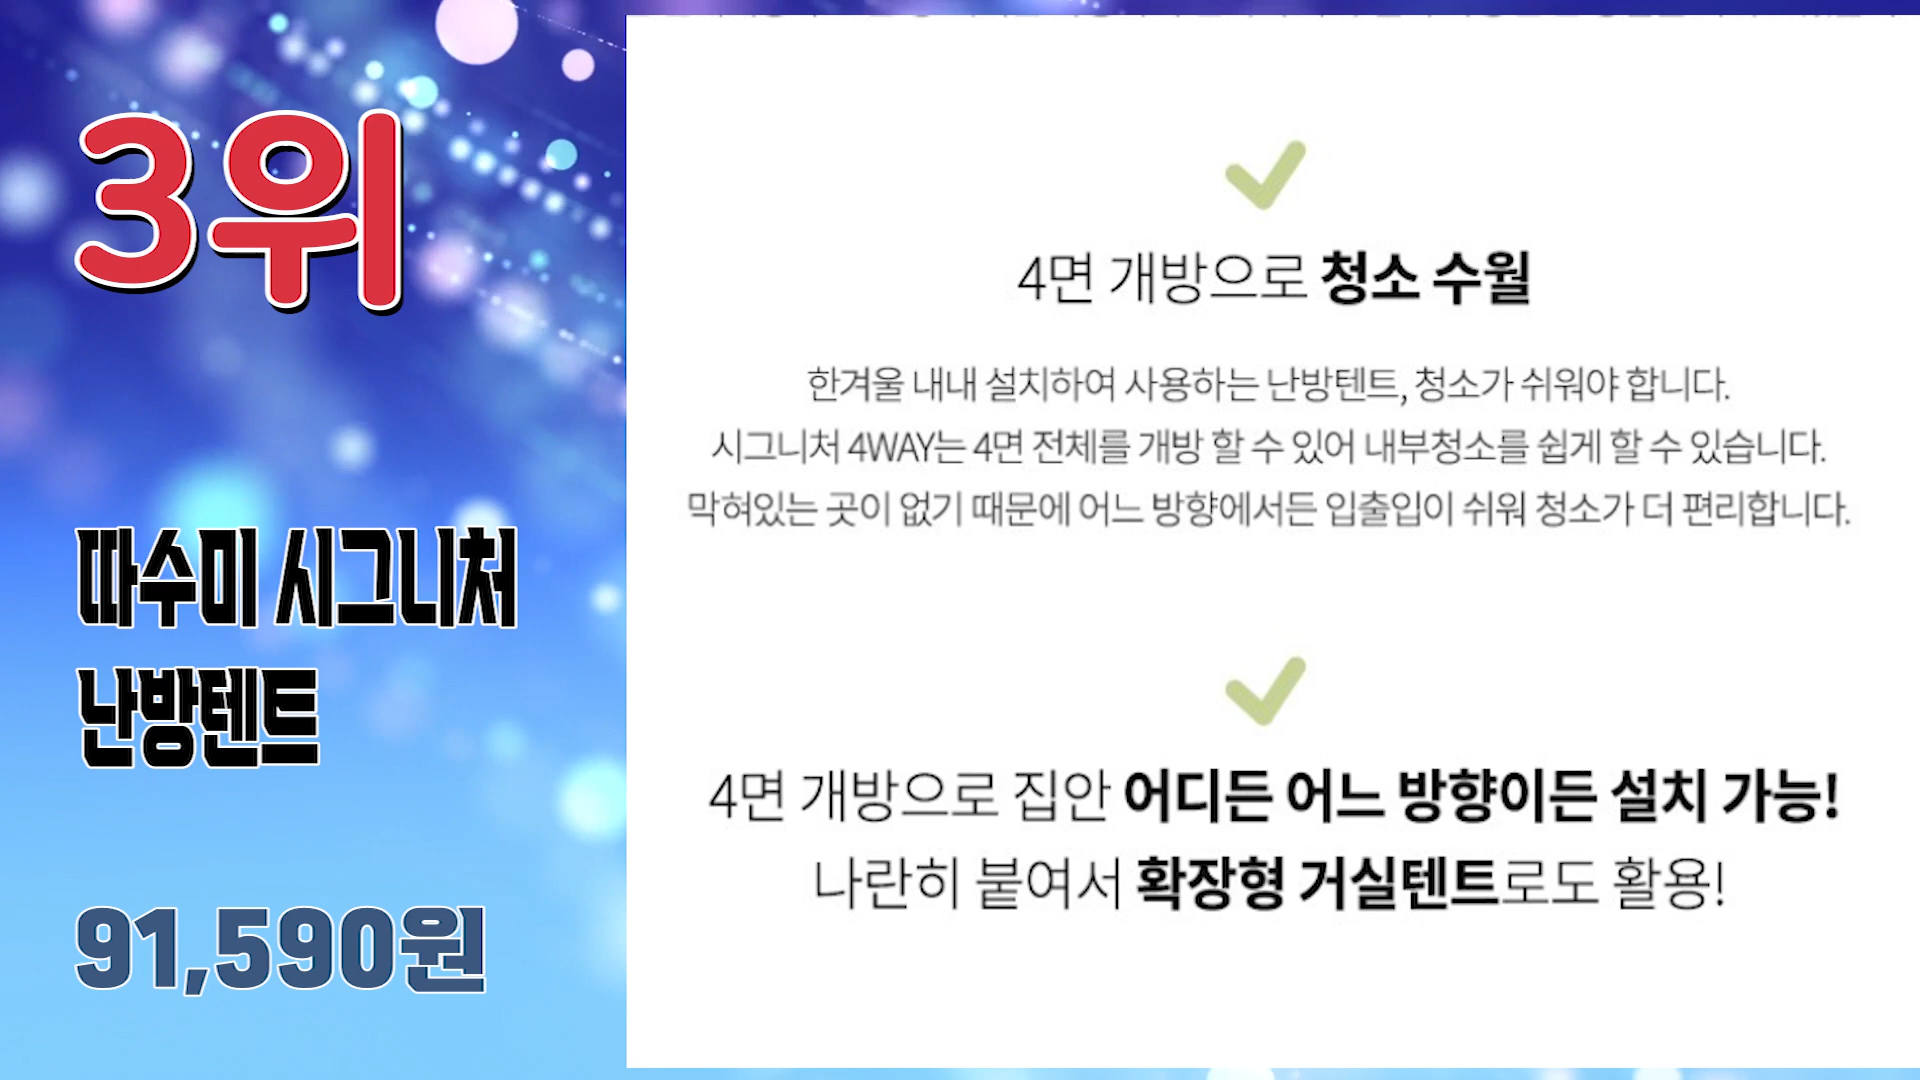 3위
따수미 시그니처
난방텐트
91,590원
4면 개방으로 청소 수월
한겨울 내내 설치하여 사용하는 난방텐트, 청소가 쉬워야 합니다.
시그니처 4WAY는 4면 전체를 개방 할 수 있어 내부청소를 쉽게 할 수 있습니다.
막혀있는 곳이 없기 때문에 어느 방향에서든 입출입이 쉬워 청소가 더 편리합니다.
4면 개방으로 집안 어디든 어느 방향이든 설치 가능!
나란히 붙여서 확장형 거실텐트로도 활용!